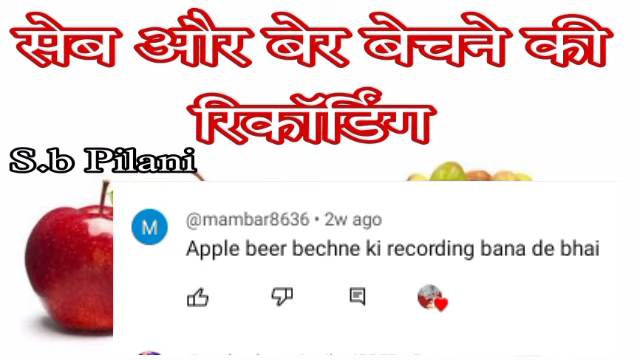 सेब और बेर बेचने की
रिकॉर्डिंग
S.b Pilani
M
@mambar8636 • 2w ago
Apple beer bechne ki recording bana de bhai